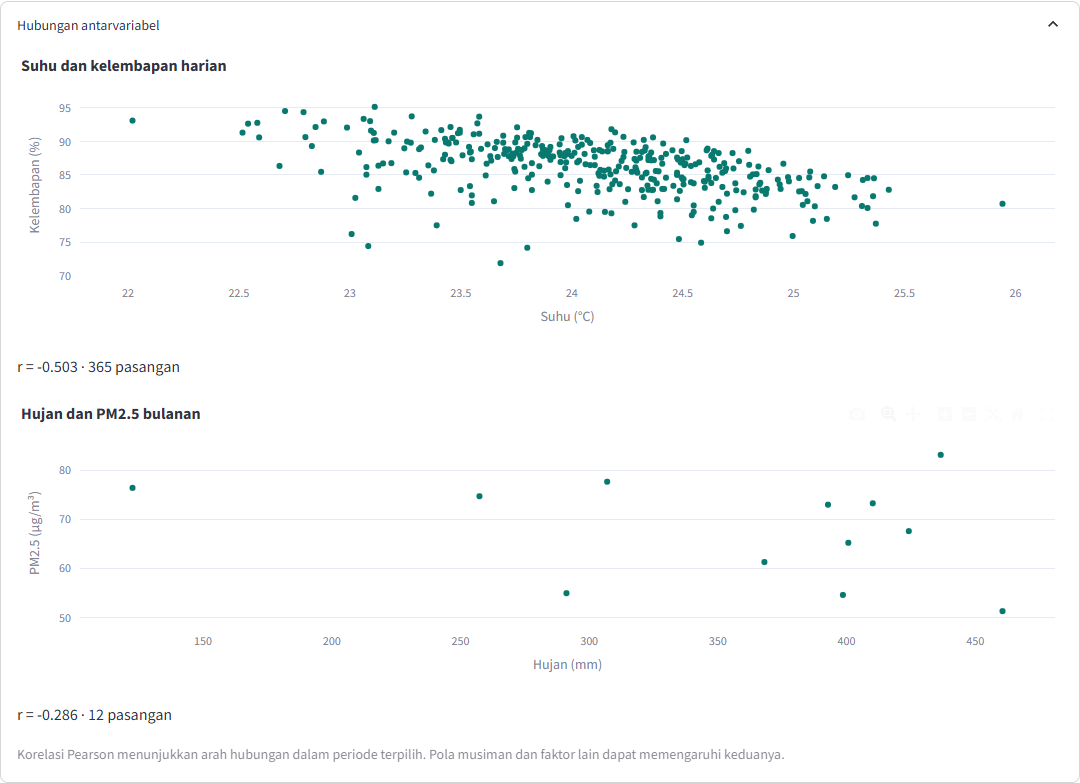 Hubungan antarvariabel
Suhu dan kelembapan harian
Kelembapan (%)
95
90
85
80
75
70
22 22.5 23 23.5 24 24.5 25 25.5 26
Suhu (°C)
r = -0.503 · 365 pasangan
Hujan dan PM2.5 bulanan
PM2.5 (μg/m³)
80
70
60
50
150 200 250 300 350 400 450
Hujan (mm)
r = -0.286 · 12 pasangan
Korelasi Pearson menunjukkan arah hubungan dalam periode terpilih. Pola musiman dan faktor lain dapat memengaruhi keduanya.